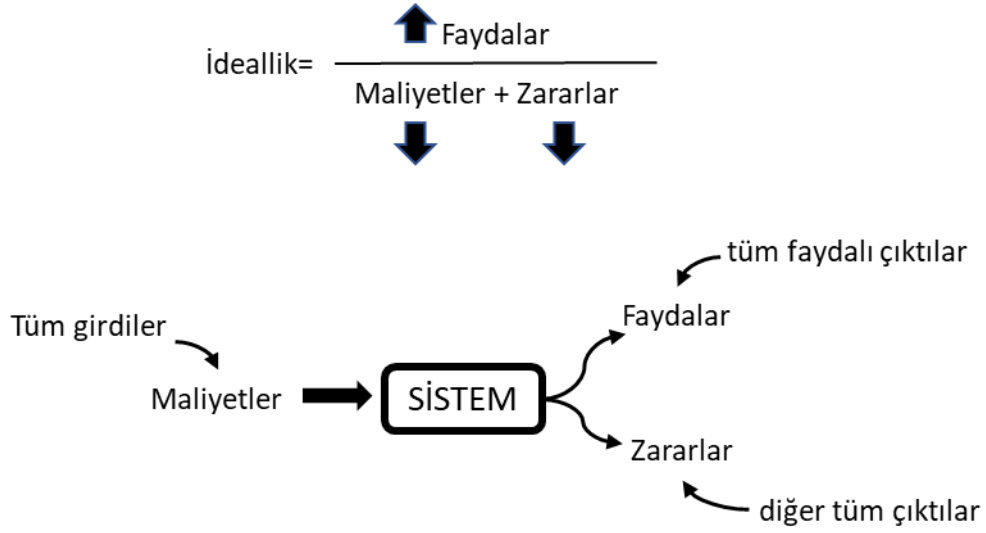 Faydalar
İdeallik=
Maliyetler + Zararlar
tüm faydalı çıktılar
Faydalar
Tüm girdiler
Maliyetler
SİSTEM
Zararlar
diğer tüm çıktılar